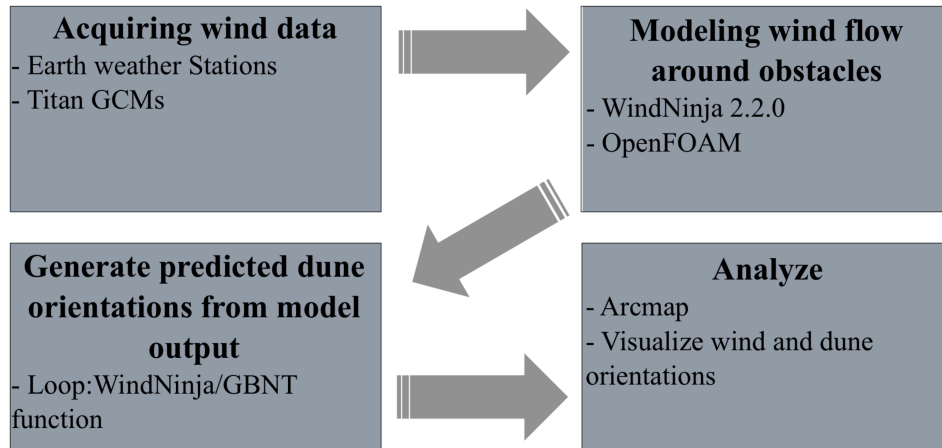 Acquiring wind data
- Earth weather Stations
- Titan GCMs
Modeling wind flow
around obstacles
- WindNinja 2.2.0
- OpenFOAM
Generate predicted dune
orientations from model
output
- Loop:WindNinja/GBNT
function
Analyze
- Arcmap
- Visualize wind and dune
orientations